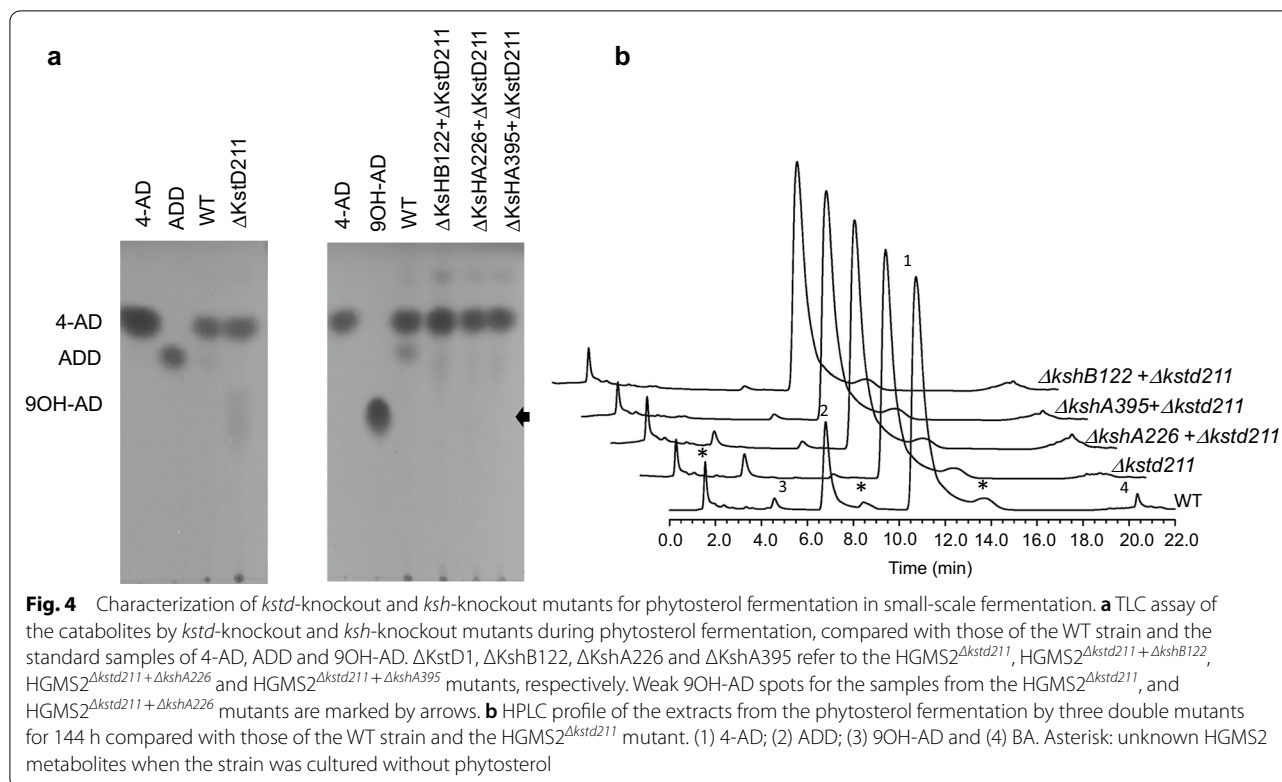 a
b
4-AD
ADD
WT
ΔKstD211
4-AD
9OH-AD
WT
ΔKsHB122+ΔKstD211
ΔKsHA226+ΔKstD211
ΔKsHA395+ΔKstD211
4-AD
ADD
9OH-AD
1
2
3
4
*
*
*
ΔkshB122 +Δkstd211
ΔkshA395+Δkstd211
ΔkshA226 +Δkstd211
Δkstd211
WT
0.0 2.0 4.0 6.0 8.0 10.0 12.0 14.0 16.0 18.0 20.0 22.0
Time (min)
Fig. 4 Characterization of kstd-knockout and ksh-knockout mutants for phytosterol fermentation in small-scale fermentation. a TLC assay of
the catabolites by kstd-knockout and ksh-knockout mutants during phytosterol fermentation, compared with those of the WT strain and the
standard samples of 4-AD, ADD and 9OH-AD. ΔKstD1, ΔKshB122, ΔKshA226 and ΔKshA395 refer to the HGMS2Δkstd211, HGMS2Δkstd211 + ΔkshB122,
HGMS2Δkstd211 + ΔkshA226 and HGMS2Δkstd211 + ΔkshA395 mutants, respectively. Weak 9OH-AD spots for the samples from the HGMS2Δkstd211, and
HGMS2Δkstd211 + ΔkshA226 mutants are marked by arrows. b HPLC profile of the extracts from the phytosterol fermentation by three double mutants
for 144 h compared with those of the WT strain and the HGMS2Δkstd211 mutant. (1) 4-AD; (2) ADD; (3) 9OH-AD and (4) BA. Asterisk: unknown HGMS2
metabolites when the strain was cultured without phytosterol